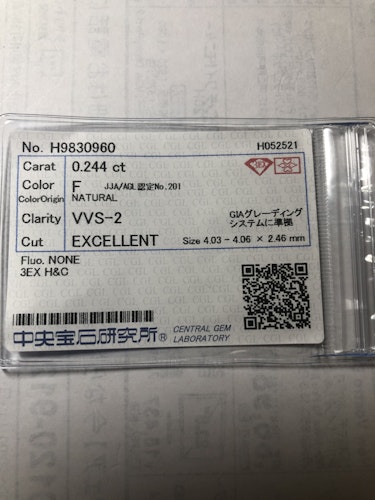 No. H9830960 H052521
Carat 0.244 ct
Color F JJA/AGL認定No.201
ColorOrigin NATURAL
Clarity VVS-2 GIAグレーディング
システムに準拠
Cut EXCELLENT Size 4.03 - 4.06 × 2.46 mm
Fluo. NONE
3EX H&C
中央宝石研究所® CENTRAL GEM
LABORATORY